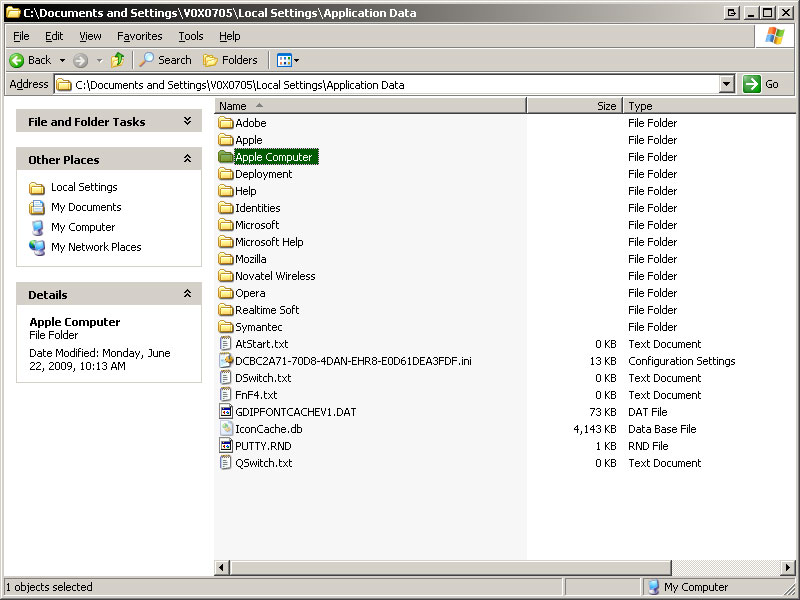 C:\Documents and Settings\V0X0705\Local Settings\Application Data
File Edit View Favorites Tools Help
Back Search Folders
Address C:\Documents and Settings\V0X0705\Local Settings\Application Data Go
File and Folder Tasks
Other Places
Local Settings
My Documents
My Computer
My Network Places
Details
Apple Computer
File Folder
Date Modified: Monday, June
22, 2009, 10:13 AM
Name Size Type
Adobe File Folder
Apple File Folder
Apple Computer File Folder
Deployment File Folder
Help File Folder
Identities File Folder
Microsoft File Folder
Microsoft Help File Folder
Mozilla File Folder
Novatel Wireless File Folder
Opera File Folder
Realtime Soft File Folder
Symantec File Folder
AtStart.txt 0 KB Text Document
DCBC2A71-70D8-4DAN-EHR8-E0D61DEA3FDF.ini 13 KB Configuration Settings
DSwitch.txt 0 KB Text Document
FnF4.txt 0 KB Text Document
GDIPFONTCACHEV1.DAT 73 KB DAT File
IconCache.db 4,143 KB Data Base File
PUTTY.RND 1 KB RND File
QSwitch.txt 0 KB Text Document
1 objects selected My Computer